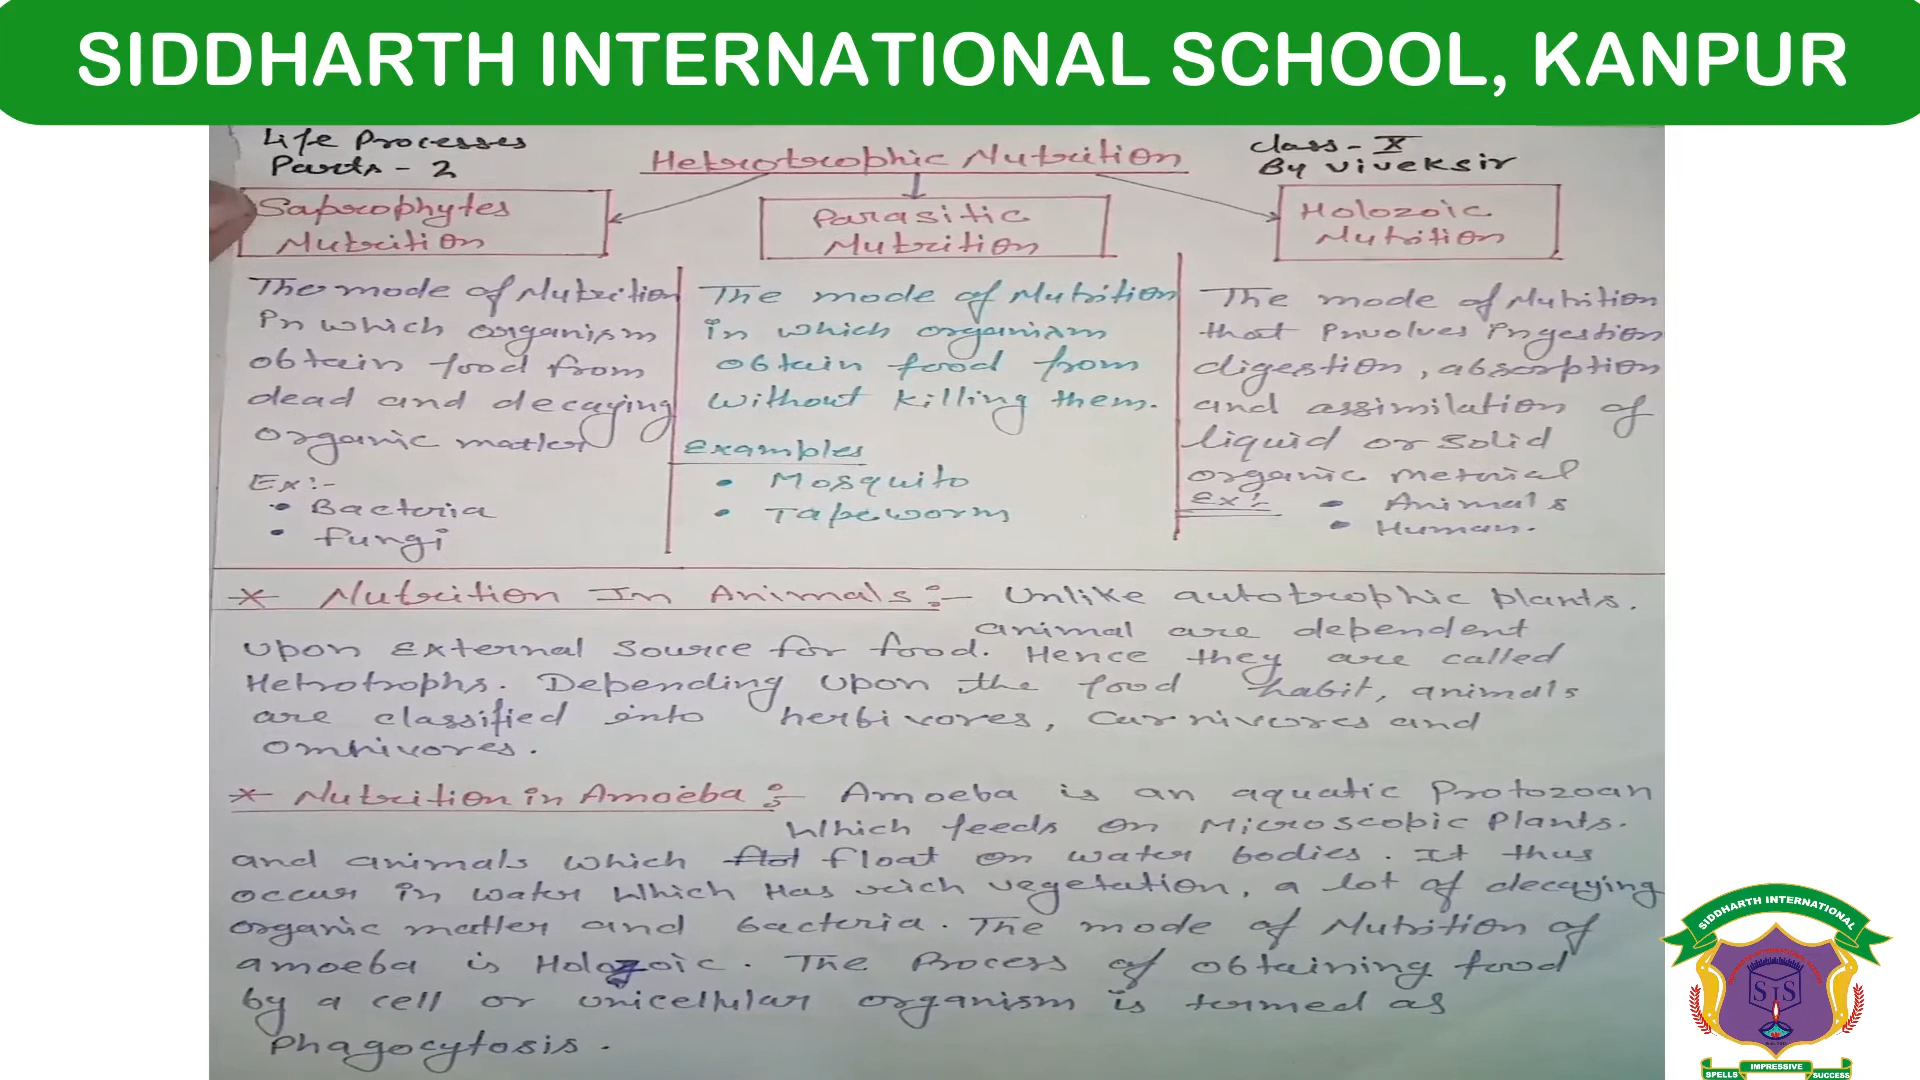 SIDDHARTH INTERNATIONAL SCHOOL, KANPUR
Life Processes
Parts - 2
Hetrotrophic Nutrition
Class - X
By Viveksir
Saprophytes
Nutrition
Parasitic
Nutrition
Holozoic
Nutrition
The mode of Nutrition
in which organism
obtain food from
dead and decaying
organic matter
Ex:-
• Bacteria
• fungi
The mode of Nutrition
in which organism
obtain food from
without killing them.
Examples
• Mosquito
• Tapeworm
The mode of Nutrition
that involves ingestion
digestion, absorption
and assimilation of
liquid or solid
organic meterial
Ex:- • Animals
• Human.
* Nutrition In Animals:- Unlike autotrophic plants.
animal are dependent
upon external source for food. Hence they are called
Hetrotrophs. Depending upon the food habit, animals
are classified into herbivores, carnivores and
omnivores.
* Nutrition in Amoeba :- Amoeba is an aquatic Protozoan
which feeds on Microscopic Plants.
and animals which float on water bodies. It thus
occur in water which has rich vegetation, a lot of decaying
organic matter and bacteria. The mode of Nutrition of
amoeba is Holozoic. The Process of obtaining food
by a cell or unicellular organism is termed as
Phagocytosis.
SIDDHARTH INTERNATIONAL
SIS
SPELLS IMPRESSIVE SUCCESS